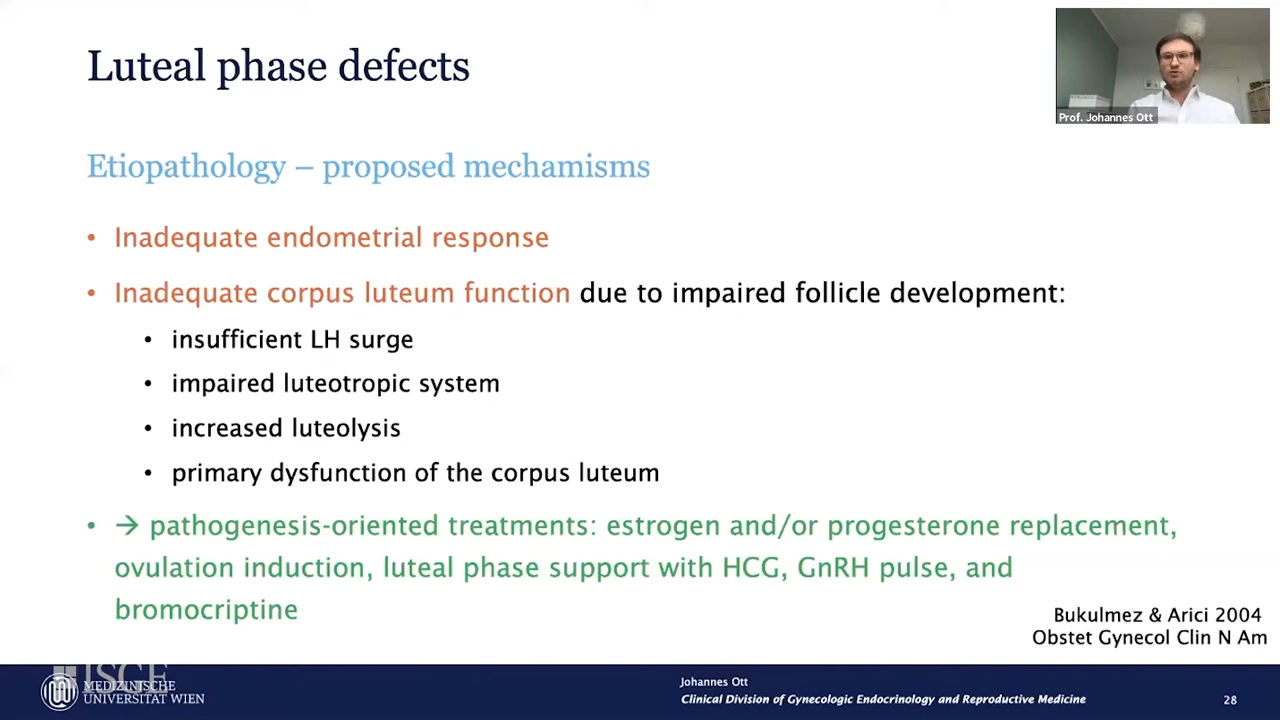 Luteal phase defects
Prof. Johannes Ott
Etiopathology – proposed mechamisms
• Inadequate endometrial response
• Inadequate corpus luteum function due to impaired follicle development:
• insufficient LH surge
• impaired luteotropic system
• increased luteolysis
• primary dysfunction of the corpus luteum
• → pathogenesis-oriented treatments: estrogen and/or progesterone replacement,
ovulation induction, luteal phase support with HCG, GnRH pulse, and
bromocriptine
Bukulmez & Arici 2004
Obstet Gynecol Clin N Am
ISGE
MEDIZINISCHE
UNIVERSITÄT WIEN
Johannes Ott
Clinical Division of Gynecologic Endocrinology and Reproductive Medicine
28